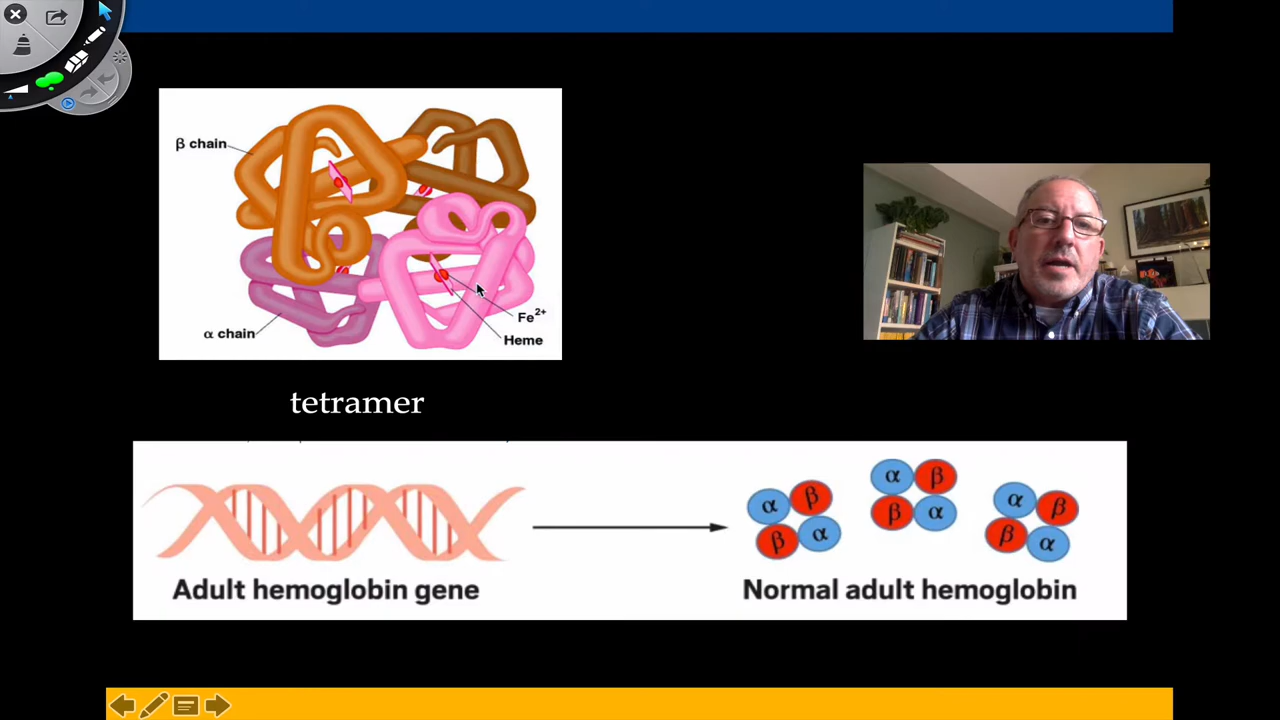 β chain
α chain
Fe²⁺
Heme
tetramer
α β α β α β
β α β α β α
Adult hemoglobin gene
Normal adult hemoglobin